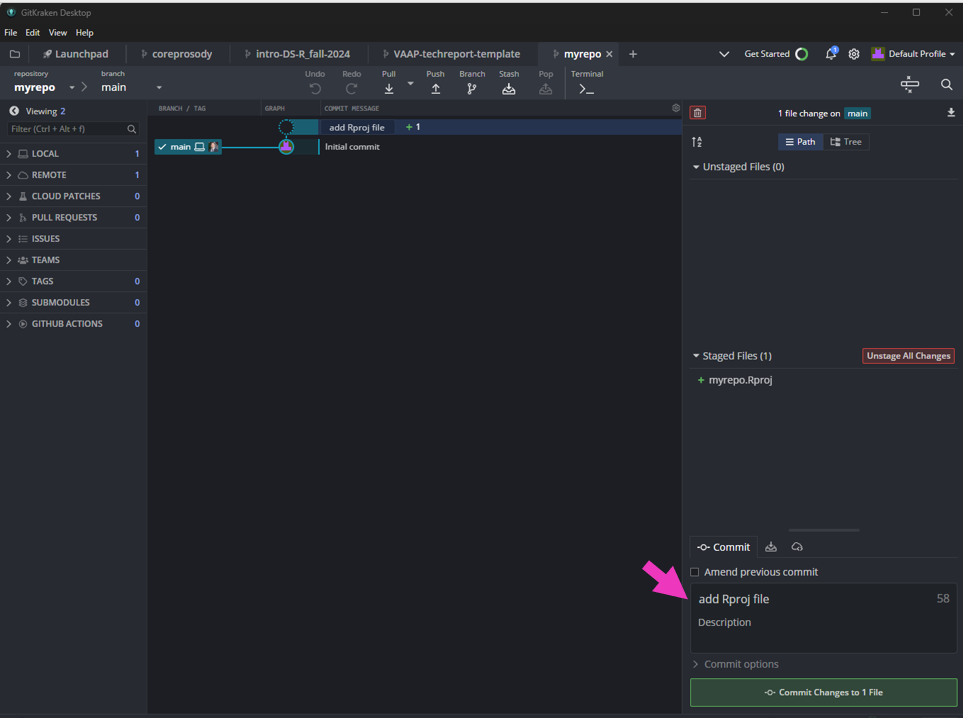 GitKraken Desktop
File Edit View Help
Launchpad coreprosody intro-DS-R_fall-2024 VAAP-techreport-template myrepo Get Started 1 Default Profile
repository branch Undo Redo Pull Push Branch Stash Pop Terminal
myrepo main
Viewing 2 BRANCH / TAG GRAPH COMMIT MESSAGE 1 file change on main
Filter (Ctrl + Alt + f) add Rproj file + 1
Path Tree
main Initial commit
LOCAL 1
Unstaged Files (0)
REMOTE 1
CLOUD PATCHES 0
PULL REQUESTS 0
ISSUES
TEAMS
TAGS 0
SUBMODULES 0
GITHUB ACTIONS 0
Staged Files (1) Unstage All Changes
+ myrepo.Rproj
Commit
Amend previous commit
add Rproj file 58
Description
Commit options
Commit Changes to 1 File